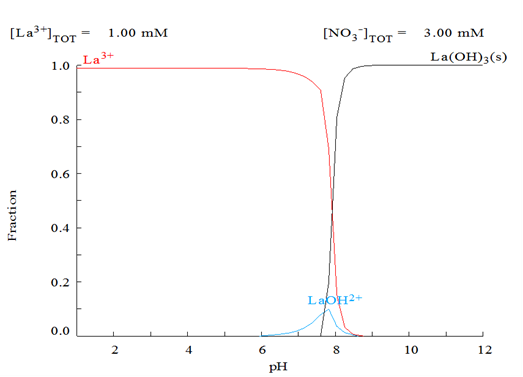 [La³⁺]TOT = 1.00 mM [NO₃⁻]TOT = 3.00 mM
La³⁺ La(OH)₃(s)
1.0
0.8
0.6
0.4
0.2
0.0
Fraction
LaOH²⁺
2 4 6 8 10 12
pH